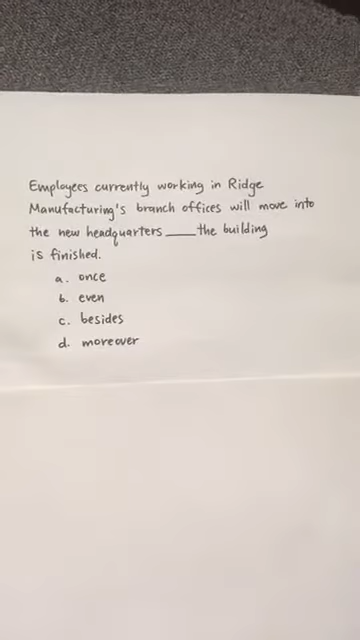 Employees currently working in Ridge
Manufacturing's branch offices will move into
the new headquarters ____ the building
is finished.
a. once
b. even
c. besides
d. moreover